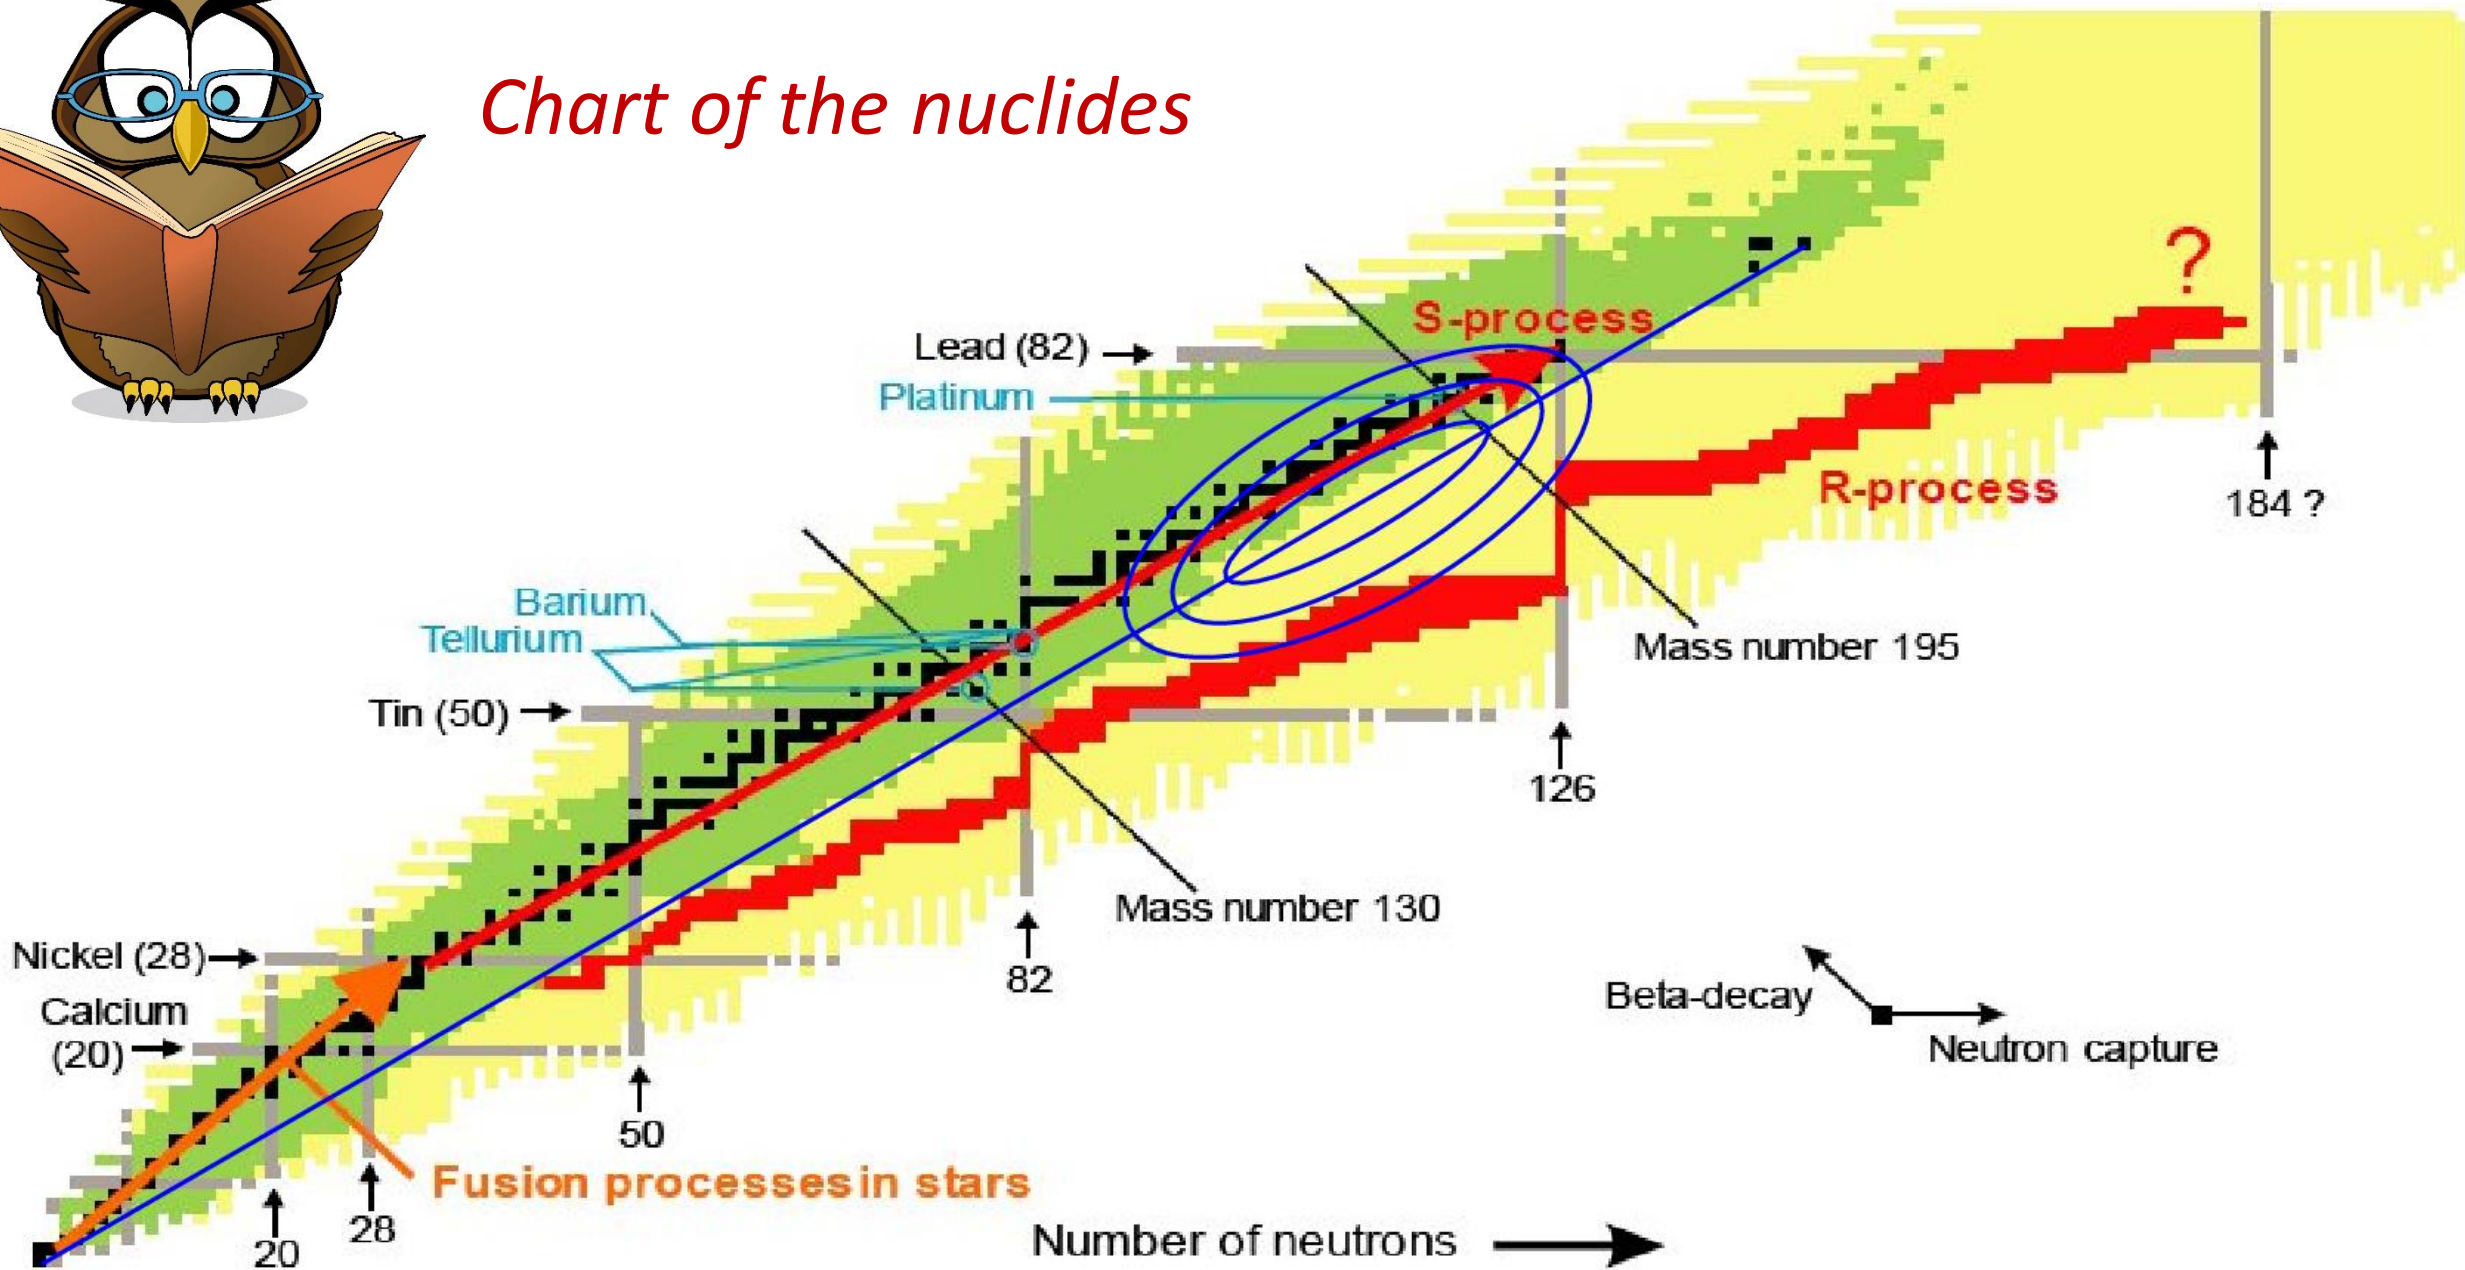 Chart of the nuclides
?
S-process
Lead (82)
Platinum
R-process
184 ?
Barium
Tellurium
Mass number 195
Tin (50)
126
Mass number 130
Nickel (28)
82
Calcium
(20)
Beta-decay
Neutron capture
50
Fusion processes in stars
28
20
Number of neutrons